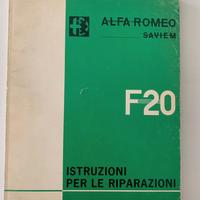 ALFA ROMEO
SAVIEM
F20
ISTRUZIONI
PER LE RIPARAZIONI